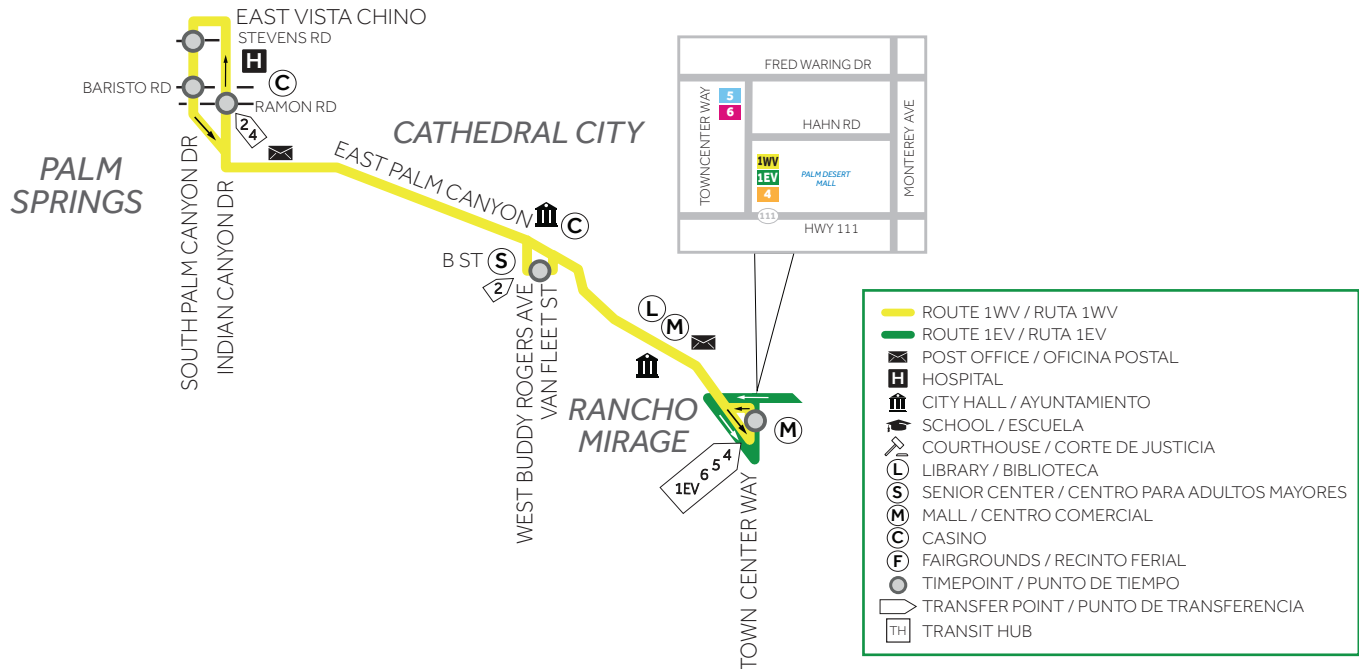 EAST VISTA CHINO
STEVENS RD
H
C
BARISTO RD
RAMON RD
2
4
CATHEDRAL CITY
PALM
SPRINGS
SOUTH PALM CANYON DR
INDIAN CANYON DR
EAST PALM CANYON
C
B ST
S
2
WEST BUDDY ROGERS AVE
VAN FLEET ST
L
M
RANCHO
MIRAGE
M
1EV 6 5 4
TOWN CENTER WAY
FRED WARING DR
TOWNCENTER WAY
5
6
HAHN RD
MONTEREY AVE
1WV
1EV
4
PALM DESERT
MALL
111
HWY 111
ROUTE 1WV / RUTA 1WV
ROUTE 1EV / RUTA 1EV
POST OFFICE / OFICINA POSTAL
H HOSPITAL
CITY HALL / AYUNTAMIENTO
SCHOOL / ESCUELA
COURTHOUSE / CORTE DE JUSTICIA
L LIBRARY / BIBLIOTECA
S SENIOR CENTER / CENTRO PARA ADULTOS MAYORES
M MALL / CENTRO COMERCIAL
C CASINO
F FAIRGROUNDS / RECINTO FERIAL
TIMEPOINT / PUNTO DE TIEMPO
TRANSFER POINT / PUNTO DE TRANSFERENCIA
TH TRANSIT HUB